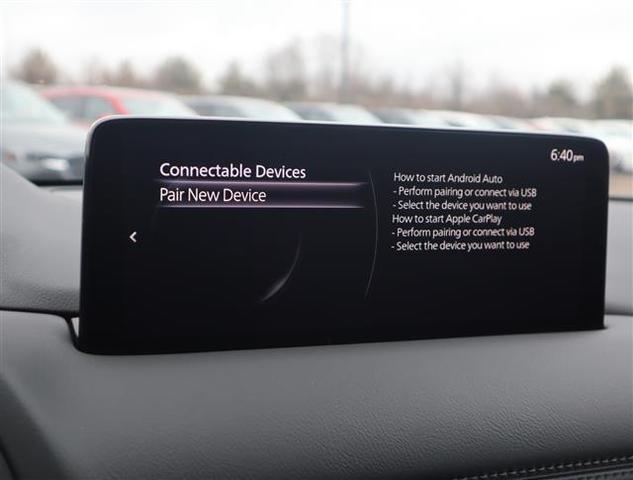 6:40pm
Connectable Devices
Pair New Device
How to start Android Auto
- Perform pairing or connect via USB
- Select the device you want to use
How to start Apple CarPlay
- Perform pairing or connect via USB
- Select the device you want to use